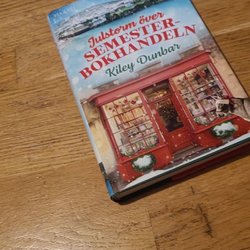 Julstorm över
SEMESTER-
BOKHANDELN
Kiley Dunbar